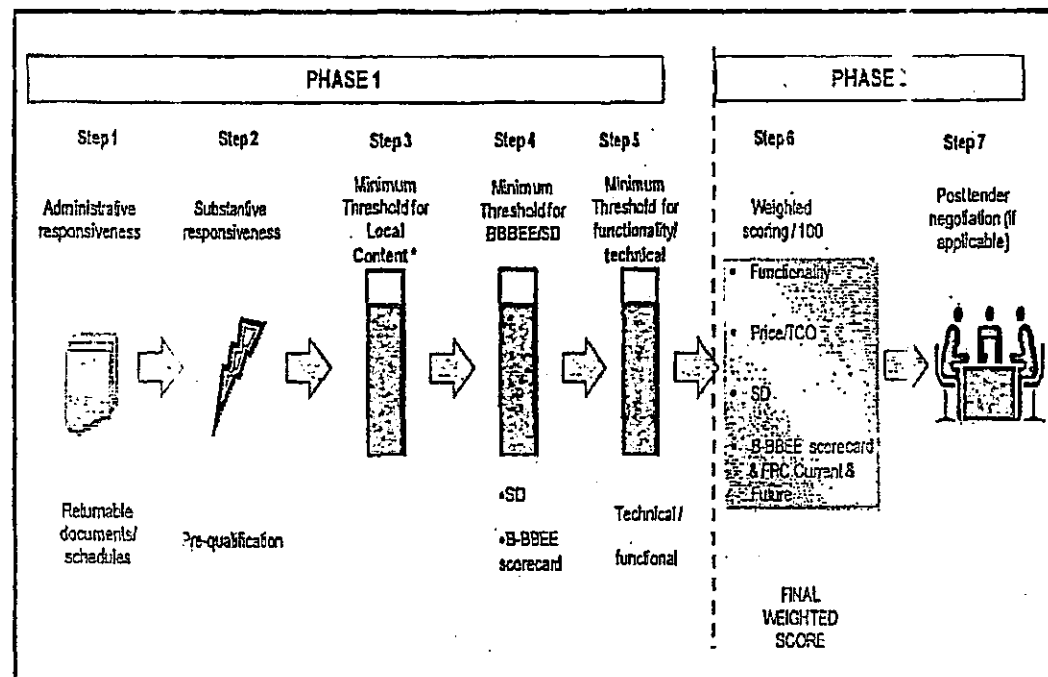 PHASE 1
PHASE
Step 1
Step 2
Step 3
Step 4
Step 5
Step 6
Step 7
Administrative
responsiveness
Substantive
responsiveness
Minimum
Threshold for
Local
Content *
Minimum
Threshold for
BBBEE/SD
Minimum
Threshold for
functionality/
technical
Weighted
scoring / 100
Post tender
negotiation (if
applicable)
• Functionality
• Price/TCO
• SD
• B-BBEE scorecard
& FRC Current &
Future
Returnable
documents/
schedules
Pre-qualification
•SD
•B-BBEE
scorecard
Technical /
functional
FINAL
WEIGHTED
SCORE